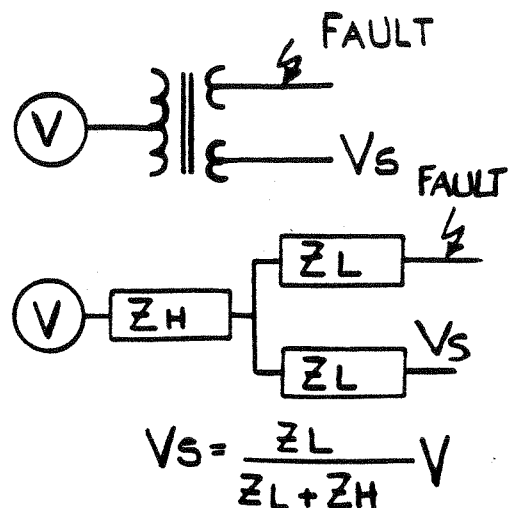 FAULT
V
VS
FAULT
V ZH ZL
VS
ZL
VS = ZL / ZL + ZH V